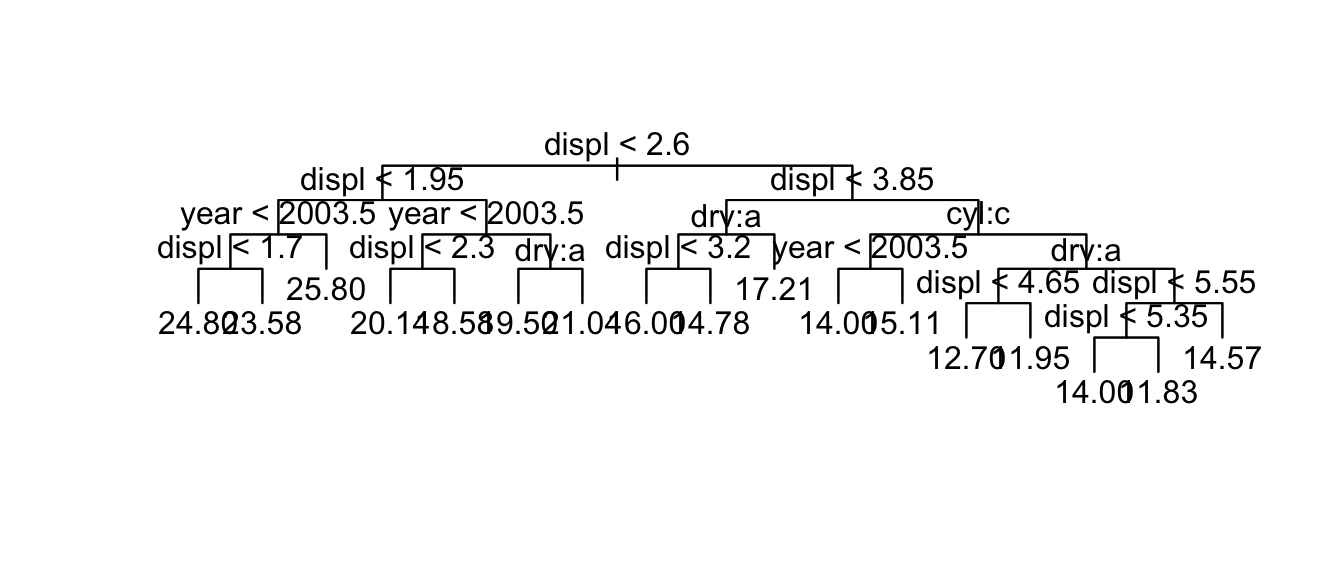 displ < 2.6
displ < 1.95 displ < 3.85
year < 2003.5 year < 2003.5 drv:a cyl:c
displ < 1.7 displ < 2.3 drv:a displ < 3.2 year < 2003.5 drv:a
25.80 17.21 displ < 4.65 displ < 5.55
24.80 23.58 20.14 18.58 19.50 21.04 16.00 14.78 14.00 15.11 displ < 5.35
12.70 11.95 14.57
14.00 11.83